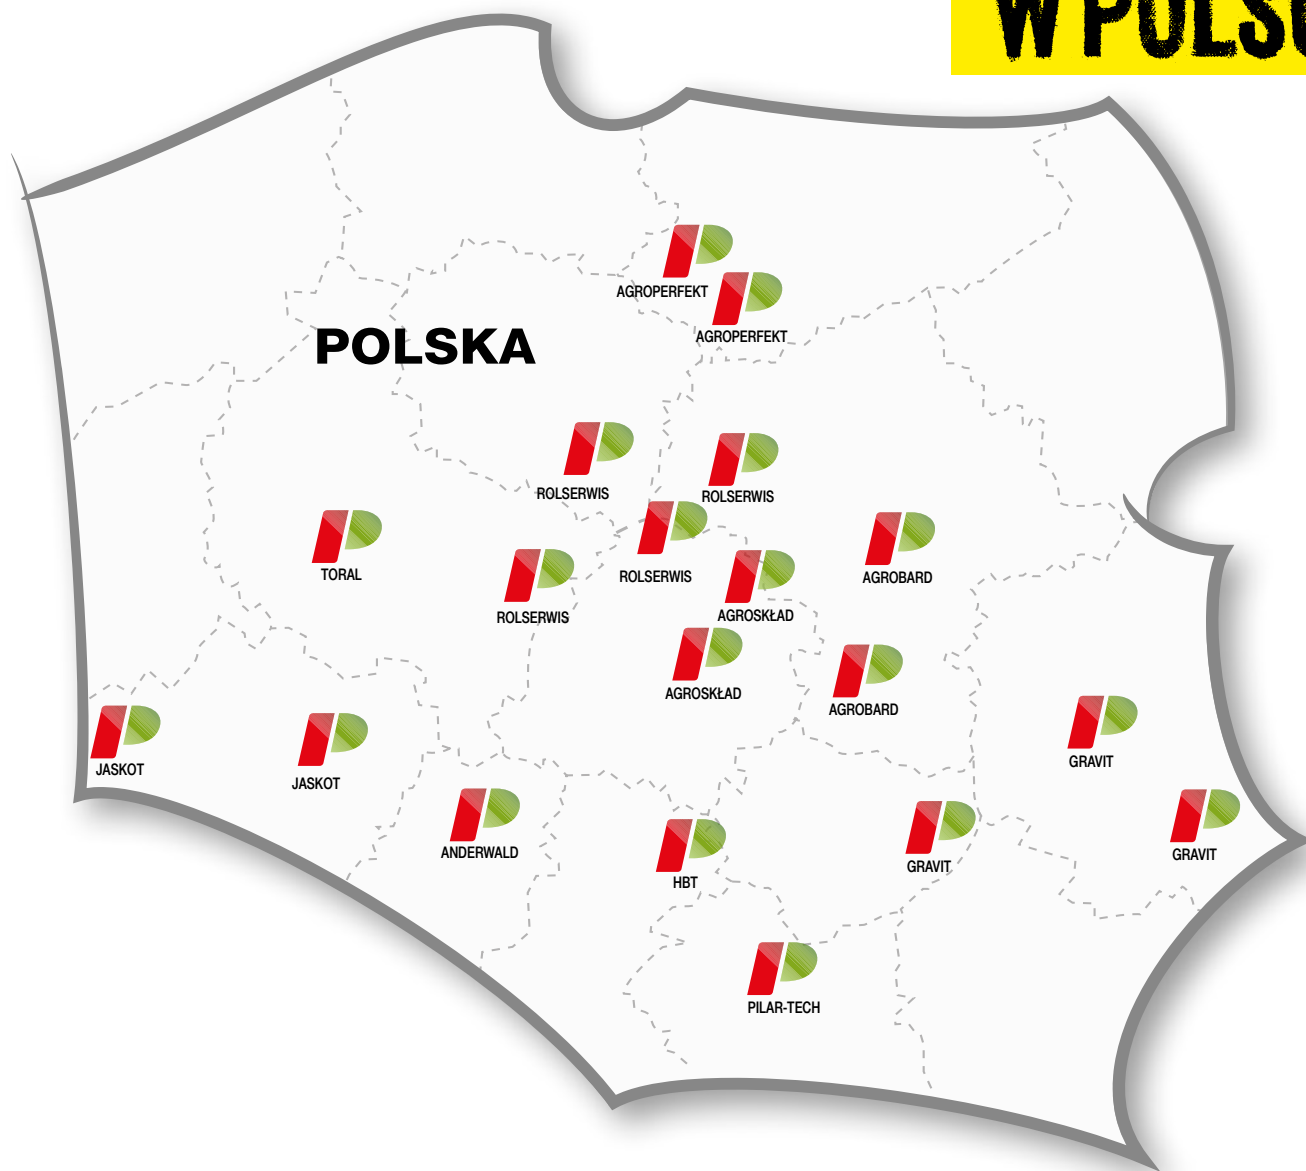 W POLSC
AGROPERFEKT
AGROPERFEKT
POLSKA
ROLSERWIS
ROLSERWIS
TORAL
ROLSERWIS
AGROBARD
ROLSERWIS
AGROSKŁAD
AGROSKŁAD
AGROBARD
JASKOT
JASKOT
GRAVIT
ANDERWALD
GRAVIT
HBT
GRAVIT
PILAR-TECH